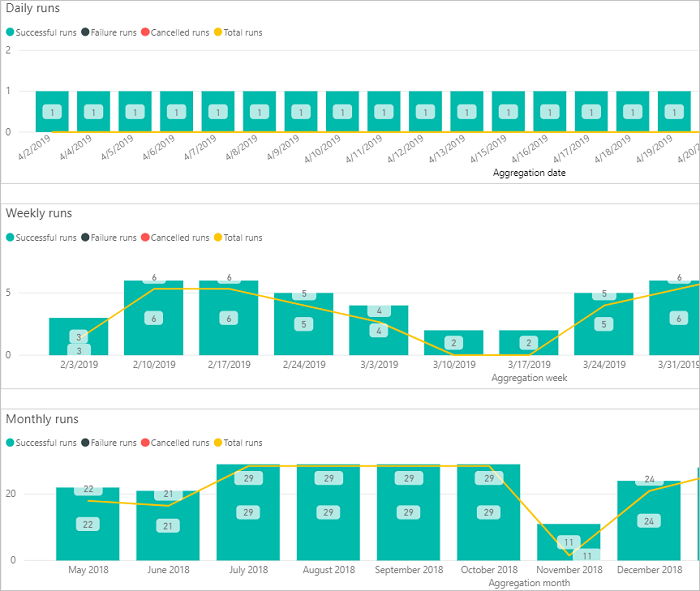 Daily runs
Successful runs Failure runs Cancelled runs Total runs
2
1
1 1 1 1 1 1 1 1 1 1 1 1 1 1 1 1
0
4/2/2019 4/4/2019 4/5/2019 4/6/2019 4/7/2019 4/8/2019 4/9/2019 4/10/2019 4/11/2019 4/12/2019 4/13/2019 4/15/2019 4/16/2019 4/17/2019 4/18/2019 4/19/2019 4/20/2
Aggregation date
Weekly runs
Successful runs Failure runs Cancelled runs Total runs
6 6 6
5 5 5
4
6 6 5 4 5 6
3 2 2
3
0
2/3/2019 2/10/2019 2/17/2019 2/24/2019 3/3/2019 3/10/2019 3/17/2019 3/24/2019 3/31/2019
Aggregation week
Monthly runs
Successful runs Failure runs Cancelled runs Total runs
29 29 29 29 24
20 22 21
22 21 29 29 29 29 24
11
11
0
May 2018 June 2018 July 2018 August 2018 September 2018 October 2018 November 2018 December 2018
Aggregation month